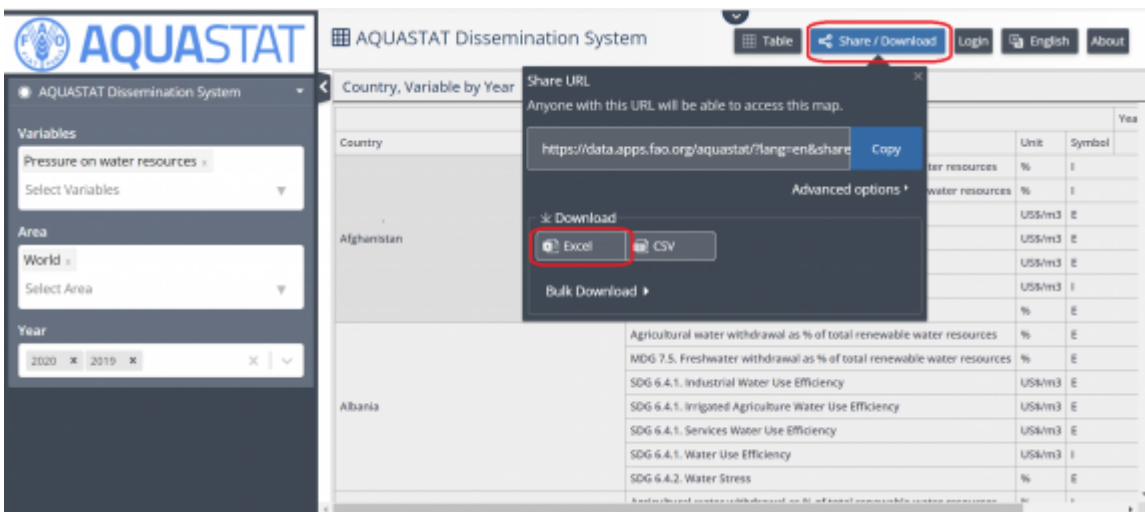 AQUASTAT
AQUASTAT Dissemination System
Table
Share / Download
Login
English
About
AQUASTAT Dissemination System
Variables
Pressure on water resources ×
Select Variables
Area
World ×
Select Area
Year
2020 × 2019 ×
Country, Variable by Year
Share URL
Anyone with this URL will be able to access this map.
https://data.apps.fao.org/aquastat/?lang=en&share
Copy
Advanced options
Download
Excel
CSV
Bulk Download
Yea
Country
Unit
Symbol
Afghanistan
ter resources % I
water resources % I
US$/m3 E
US$/m3 E
US$/m3 E
US$/m3 I
% E
Albania
Agricultural water withdrawal as % of total renewable water resources % E
MDG 7.5. Freshwater withdrawal as % of total renewable water resources % E
SDG 6.4.1. Industrial Water Use Efficiency US$/m3 E
SDG 6.4.1. Irrigated Agriculture Water Use Efficiency US$/m3 E
SDG 6.4.1. Services Water Use Efficiency US$/m3 E
SDG 6.4.1. Water Use Efficiency US$/m3 I
SDG 6.4.2. Water Stress % E